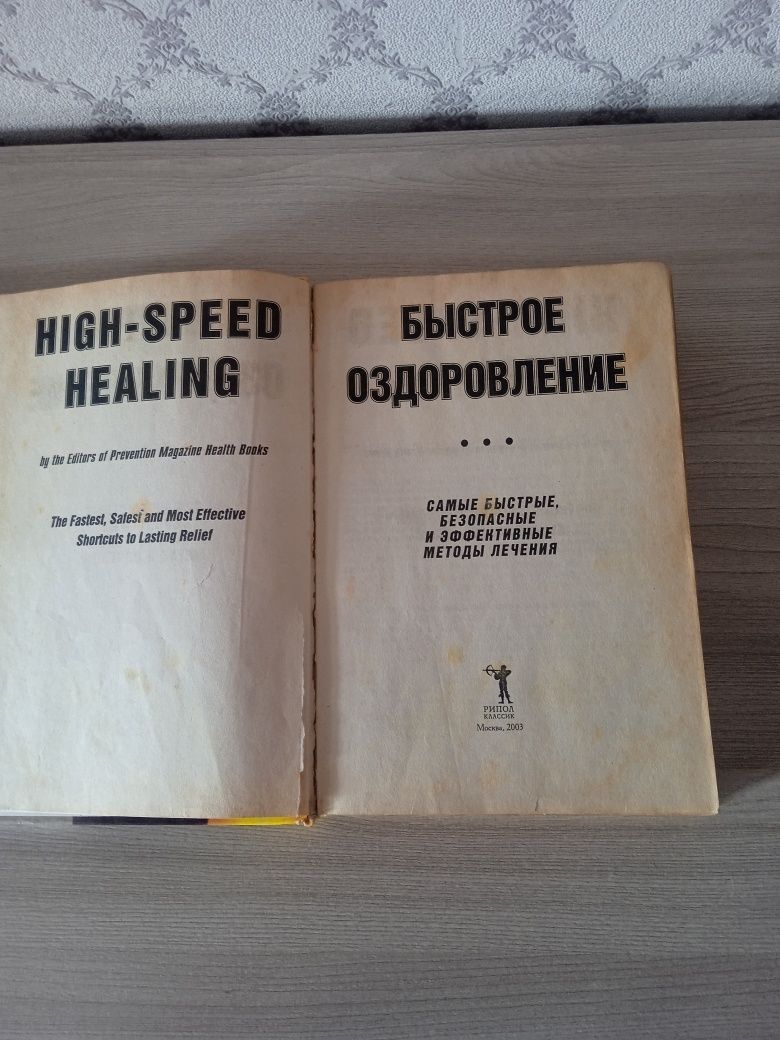 HIGH-SPEED
HEALING
by the Editors of Prevention Magazine Health Books
The Fastest, Safest and Most Effective
Shortcuts to Lasting Relief
БЫСТРОЕ
ОЗДОРОВЛЕНИЕ
• • •
САМЫЕ БЫСТРЫЕ,
БЕЗОПАСНЫЕ
И ЭФФЕКТИВНЫЕ
МЕТОДЫ ЛЕЧЕНИЯ
РИПОЛ
КЛАССИК
Москва, 2003